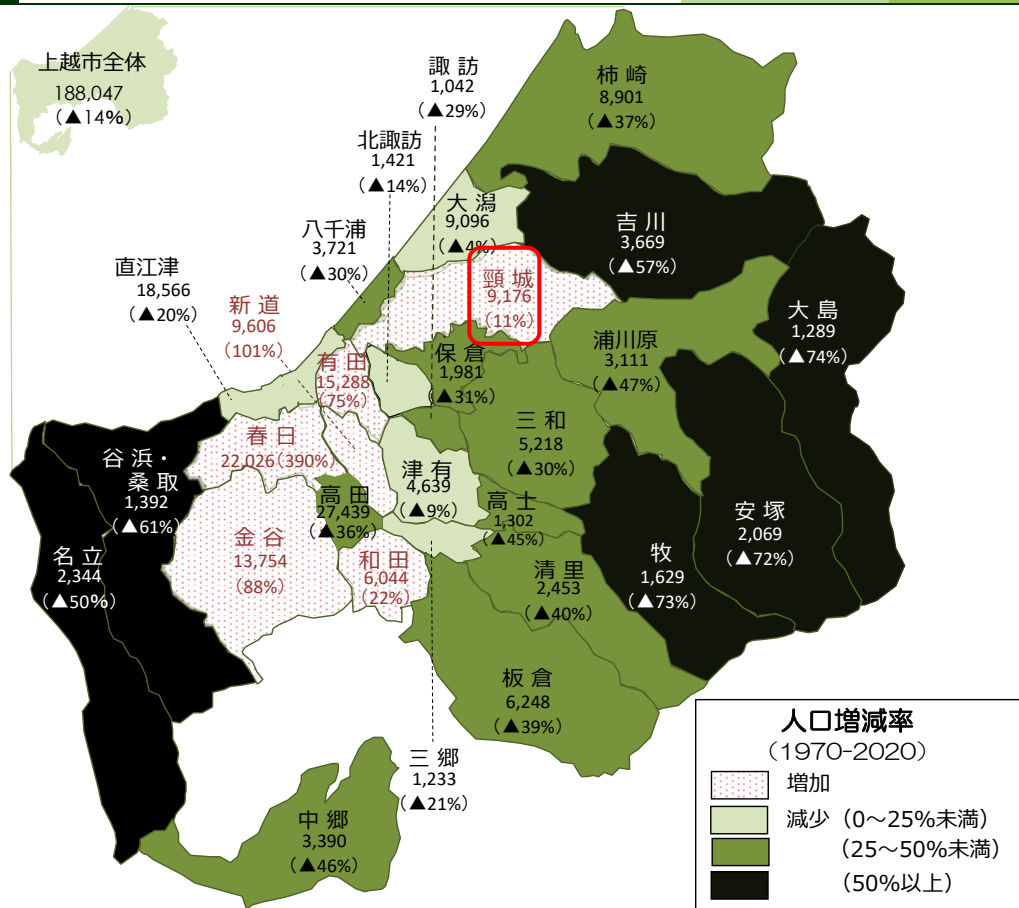 上越市全体
188,047
(▲14%)
諏訪
1,042
(▲29%)
柿崎
8,901
(▲37%)
北諏訪
1,421
(▲14%)
大潟
9,096
(▲4%)
吉川
3,669
(▲57%)
八千浦
3,721
(▲30%)
直江津
18,566
(▲20%)
新道
9,606
(101%)
頸城
9,176
(11%)
大島
1,289
(▲74%)
有田
15,288
(75%)
保倉
1,981
(▲31%)
浦川原
3,111
(▲47%)
三和
5,218
(▲30%)
春日
22,026(390%)
谷浜・
桑取
1,392
(▲61%)
津有
4,639
(▲9%)
高田
27,439
(▲36%)
高士
1,302
(▲45%)
安塚
2,069
(▲72%)
名立
2,344
(▲50%)
金谷
13,754
(88%)
和田
6,044
(22%)
清里
2,453
(▲40%)
牧
1,629
(▲73%)
板倉
6,248
(▲39%)
三郷
1,233
(▲21%)
中郷
3,390
(▲46%)
人口増減率
(1970-2020)
増加
減少(0～25%未満)
(25～50%未満)
(50%以上)